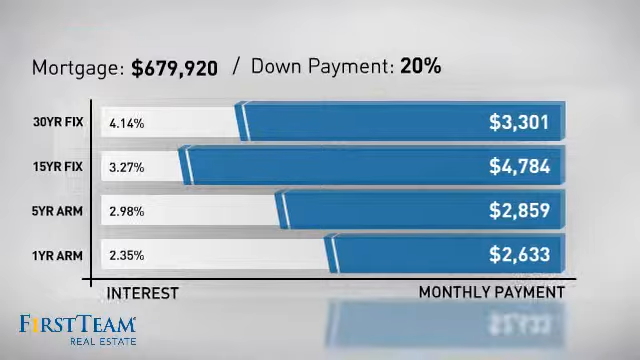 Mortgage: $679,920 / Down Payment: 20%
30YR FIX 4.14% $3,301
15YR FIX 3.27% $4,784
5YR ARM 2.98% $2,859
1YR ARM 2.35% $2,633
INTEREST MONTHLY PAYMENT
FIRSTTEAM®
REAL ESTATE